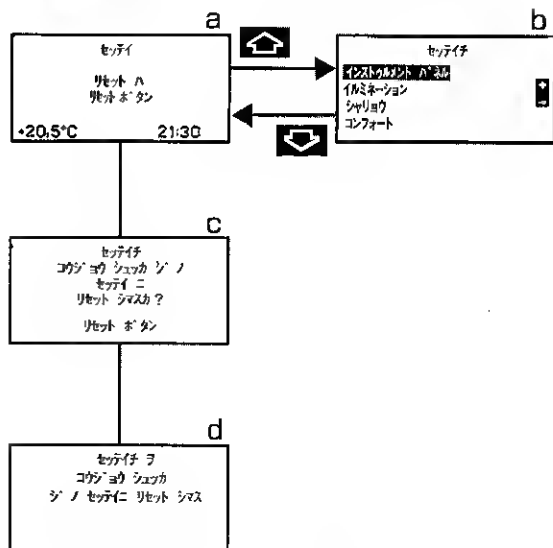 a
セッテイ
リセット ハ
リセット ボタン
+20,5°C 21:30
b
セッテイチ
インストゥルメント パネル
イルミネーション
シャリョウ
コンフォート
c
セッテイチ
コウジョウ シュッカ ジ ノ
セッテイ ニ
リセット シマスカ?
リセット ボタン
d
セッテイチ ヲ
コウジョウ シュッカ
ジ ノ セッテイニ リセット シマス